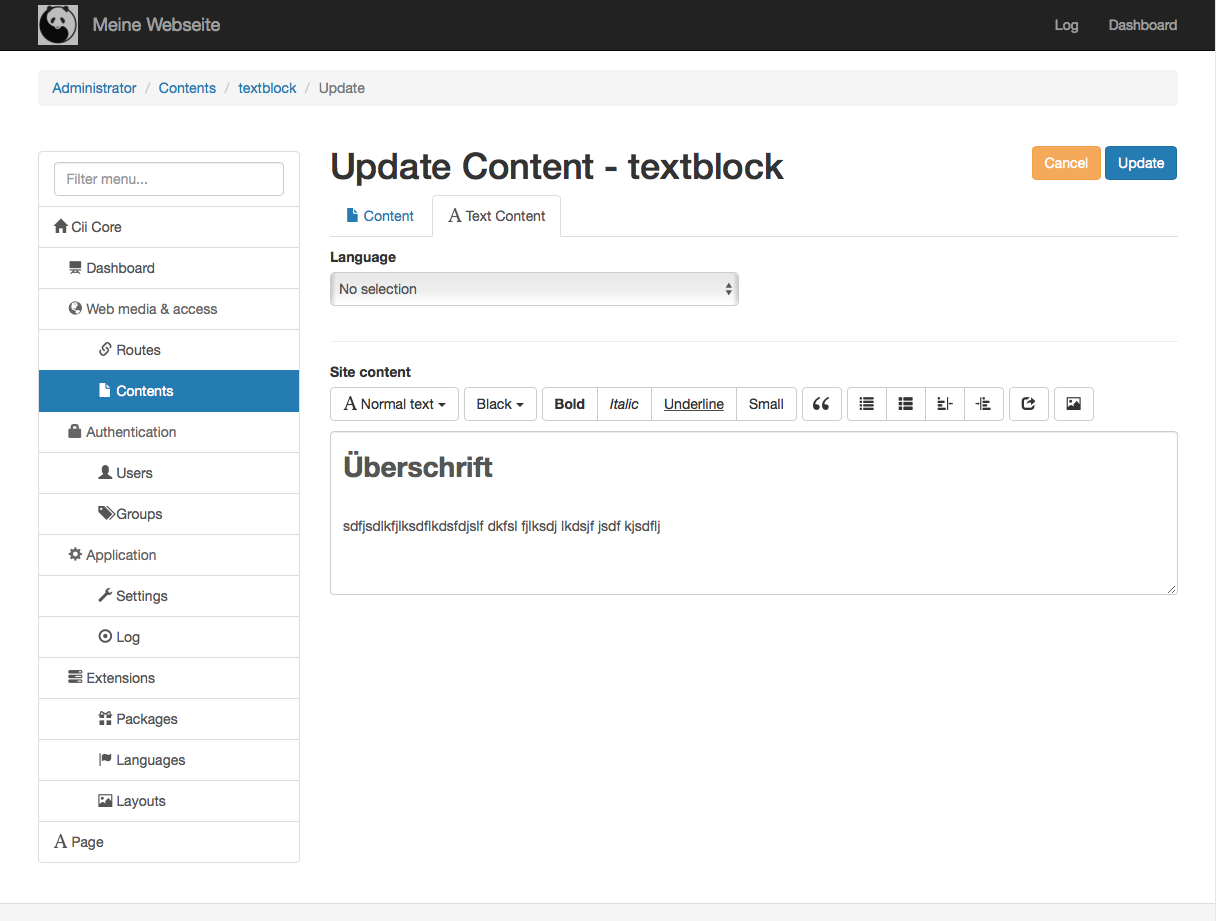 Meine Webseite Log Dashboard
Administrator / Contents / textblock / Update
Filter menu...
Cii Core
Dashboard
Web media & access
Routes
Contents
Authentication
Users
Groups
Application
Settings
Log
Extensions
Packages
Languages
Layouts
A Page
Update Content - textblock
Cancel Update
Content A Text Content
Language
No selection
Site content
A Normal text Black Bold Italic Underline Small
Überschrift
sdfjsdlkfjlksdflkdsfdjslf dkfsl fjlksdj lkdsjf jsdf kjsdflj